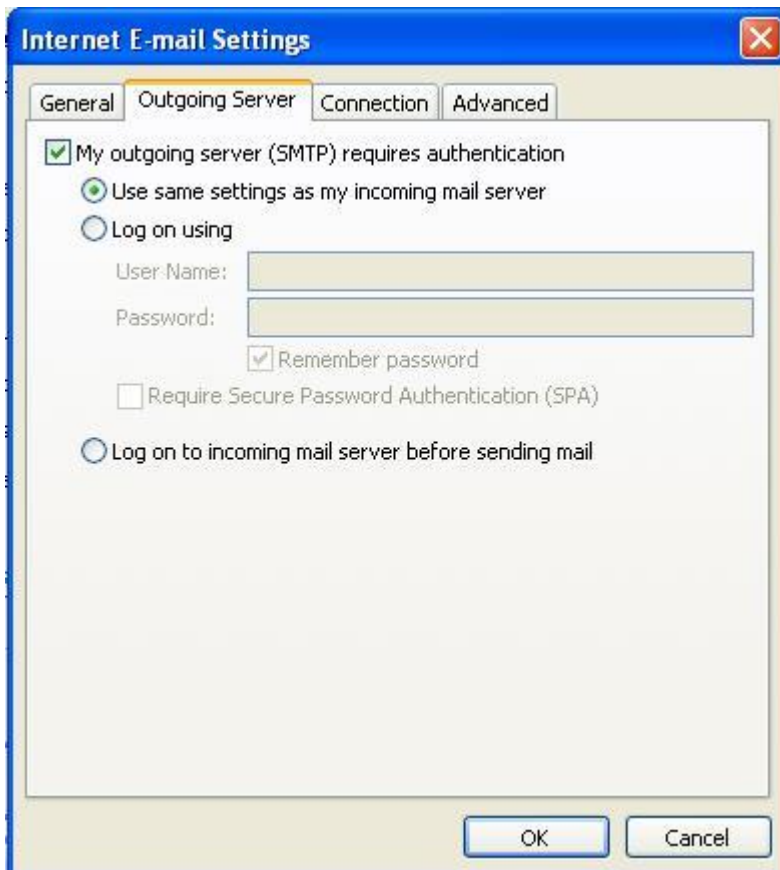 Internet E-mail Settings
General Outgoing Server Connection Advanced
My outgoing server (SMTP) requires authentication
Use same settings as my incoming mail server
Log on using
User Name:
Password:
Remember password
Require Secure Password Authentication (SPA)
Log on to incoming mail server before sending mail
OK Cancel